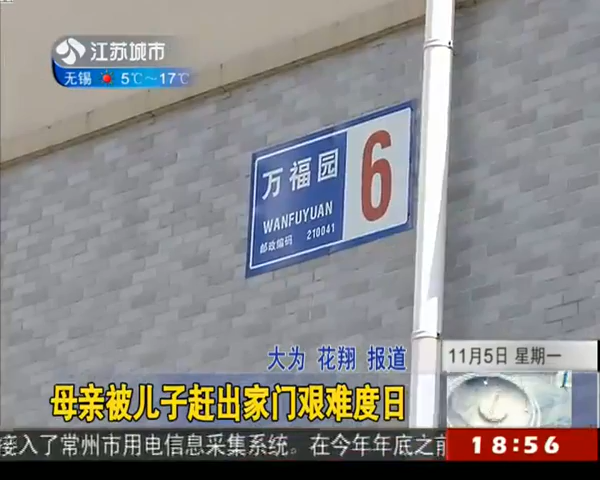 江苏城市
无锡 5℃～17℃
万福园
WANFUYUAN
邮政编码 210041
6
大为 花翔 报道
11月5日 星期一
母亲被儿子赶出家门艰难度日
接入了常州市用电信息采集系统。在今年年底之前
18:56